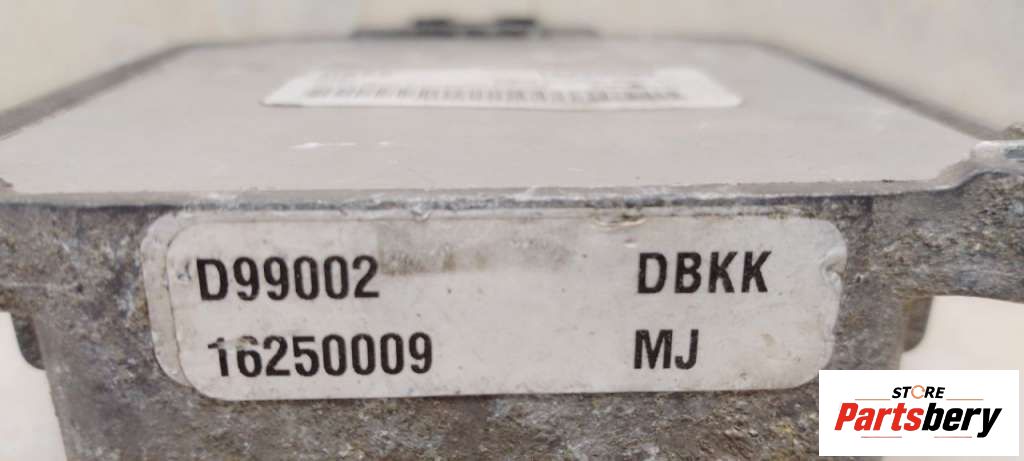 D99002 DBKK
16250009 MJ
STORE
Partsbery